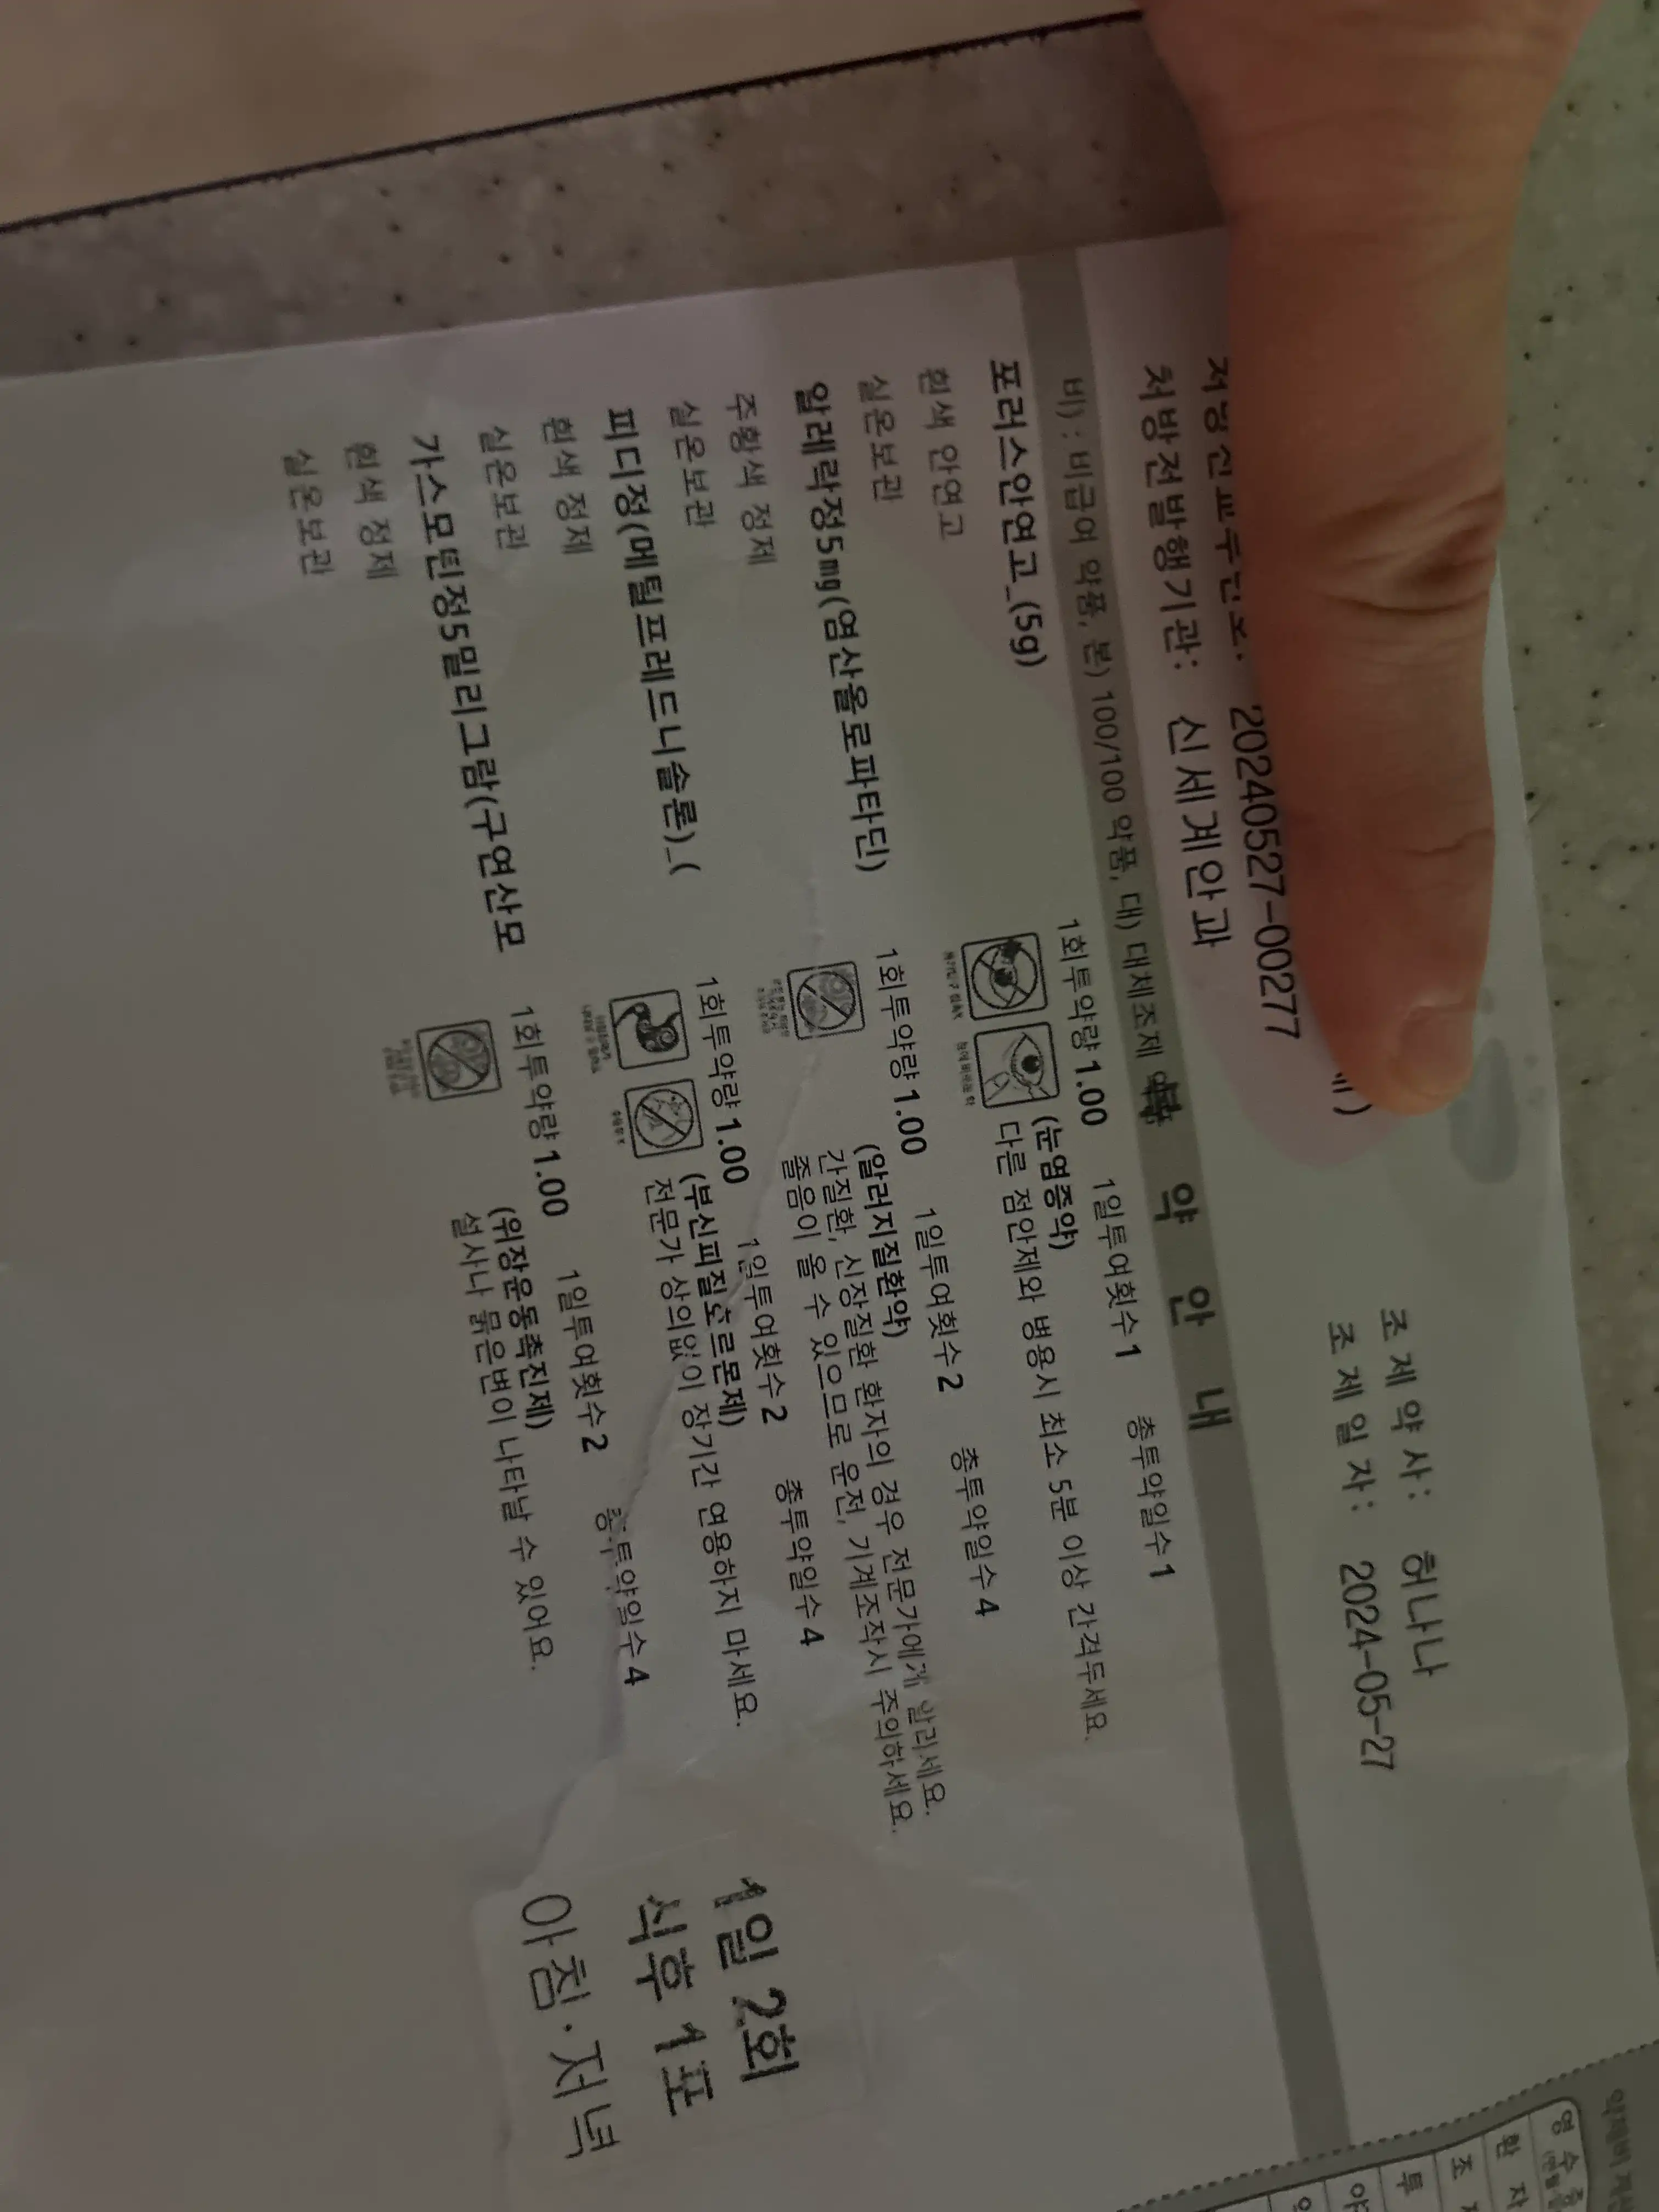 2024-05-27-00277
처방전발행기관: 신세계안과
조제약사: 허나나
조제일자: 2024-05-27
비) : 비급여 약품, 본) 100/100 약품, 대) 대체조제
약 안 내
포러스안연고_(5g) 1회투약량 1.00 1일투여횟수 1 총투약일수 1
흰색 안연고 (눈염증약)
실온보관 다른 점안제와 병용시 최소 5분 이상 간격두세요.
알레락정5mg(염산올로파타딘) 1회투약량 1.00 1일투여횟수 2 총투약일수 4
주황색 정제 (알러지질환약)
실온보관 간질환, 신장질환 환자의 경우 전문가에게 알리세요.
졸음이 올 수 있으므로 운전, 기계조작시 주의하세요.
피디정(메틸프레드니솔론)_( 1회투약량 1.00 1일투여횟수 2 총투약일수 4
흰색 정제 (부신피질호르몬제)
실온보관 전문가 상의없이 장기간 연용하지 마세요.
가스모틴정5밀리그람(구연산모 1회투약량 1.00 1일투여횟수 2 총투약일수 4
흰색 정제 (위장운동촉진제)
실온보관 설사나 묽은변이 나타날 수 있어요.
1일 2회
식후 1포
아침·저녁